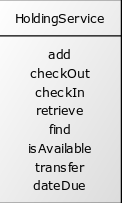 HoldingService
add
checkOut
checkIn
retrieve
find
isAvailable
transfer
dateDue